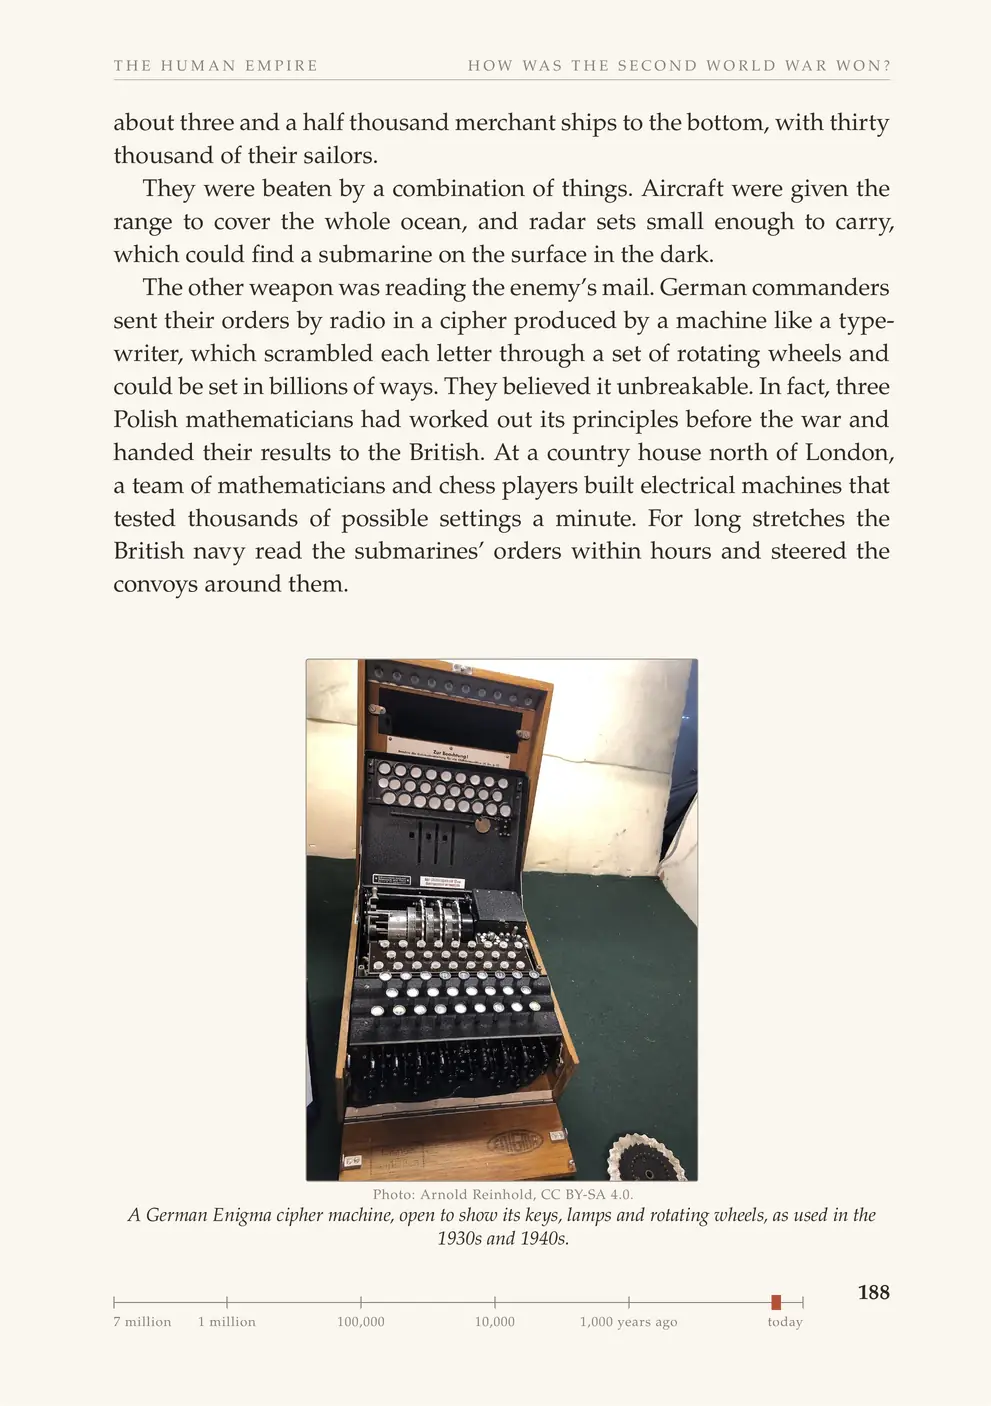 THE HUMAN EMPIRE
HOW WAS THE SECOND WORLD WAR WON?
about three and a half thousand merchant ships to the bottom, with thirty
thousand of their sailors.
They were beaten by a combination of things. Aircraft were given the
range to cover the whole ocean, and radar sets small enough to carry,
which could find a submarine on the surface in the dark.
The other weapon was reading the enemy’s mail. German commanders
sent their orders by radio in a cipher produced by a machine like a type-
writer, which scrambled each letter through a set of rotating wheels and
could be set in billions of ways. They believed it unbreakable. In fact, three
Polish mathematicians had worked out its principles before the war and
handed their results to the British. At a country house north of London,
a team of mathematicians and chess players built electrical machines that
tested thousands of possible settings a minute. For long stretches the
British navy read the submarines’ orders within hours and steered the
convoys around them.
Zur Beachtung!
ENIGMA
Photo: Arnold Reinhold, CC BY-SA 4.0.
A German Enigma cipher machine, open to show its keys, lamps and rotating wheels, as used in the
1930s and 1940s.
188
7 million 1 million 100,000 10,000 1,000 years ago today